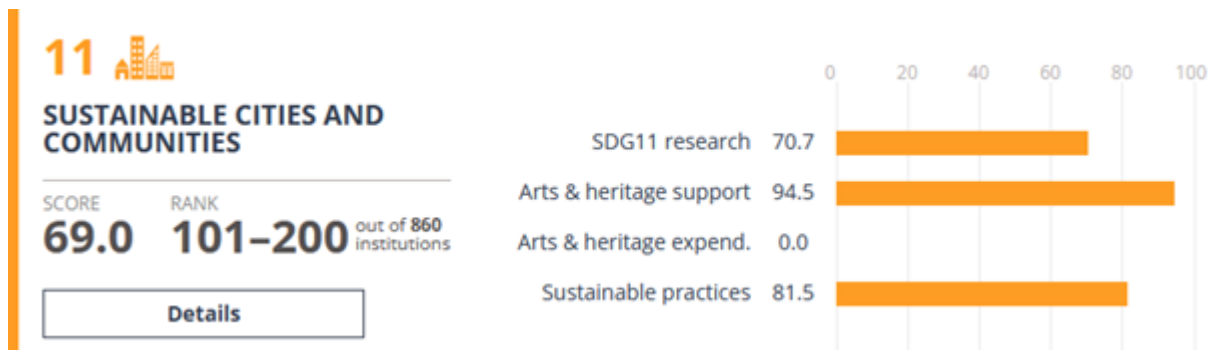 11
SUSTAINABLE CITIES AND
COMMUNITIES
SCORE
69.0
RANK
101–200 out of 860
institutions
Details
0 20 40 60 80 100
SDG11 research 70.7
Arts & heritage support 94.5
Arts & heritage expend. 0.0
Sustainable practices 81.5